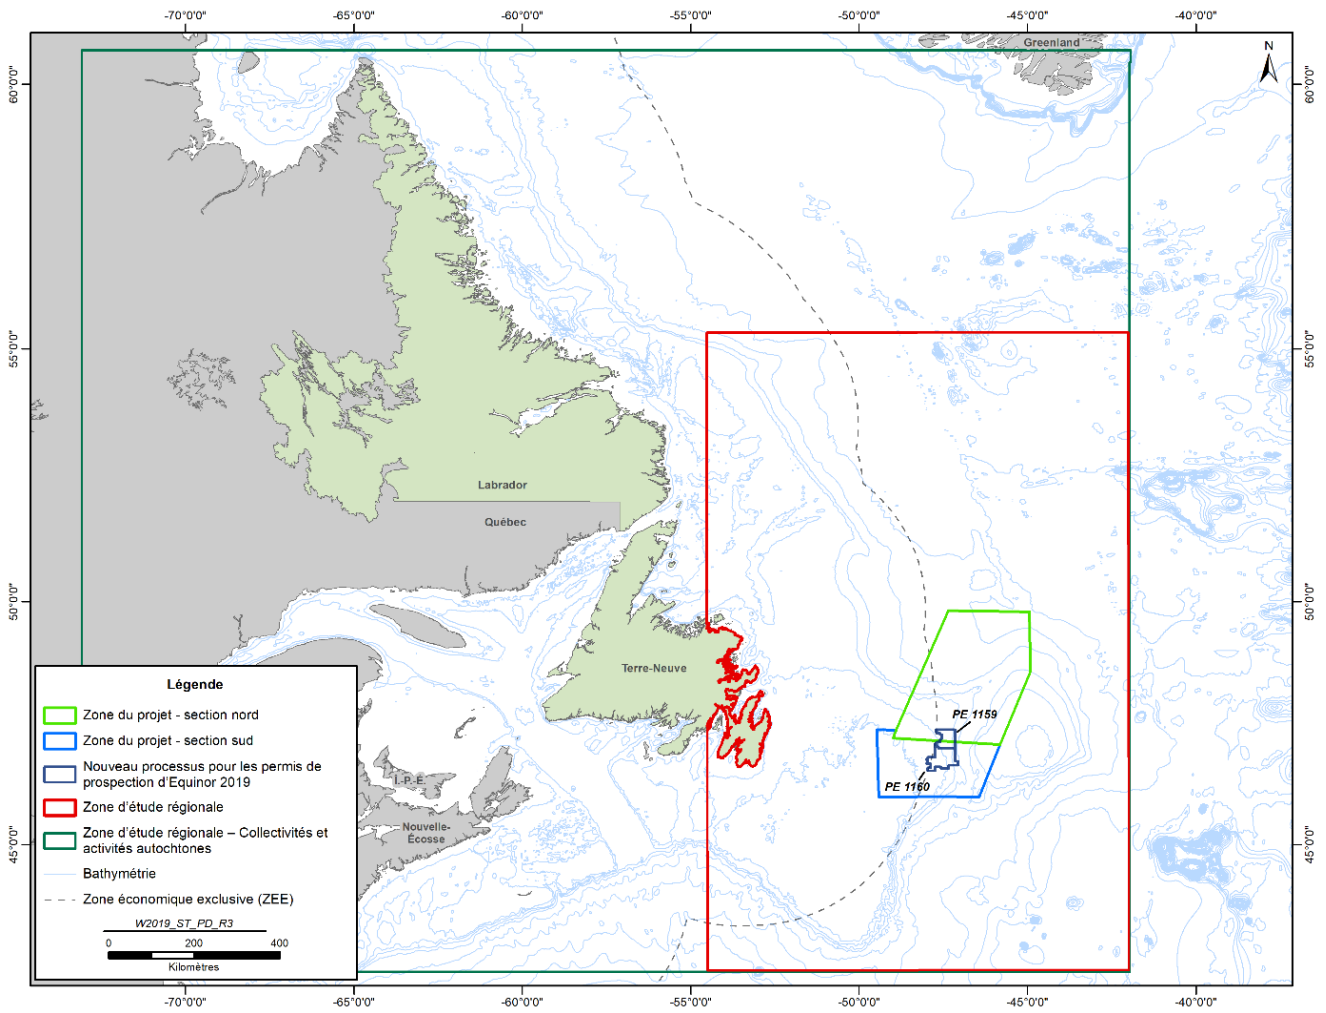 -70°0'0" -65°0'0" -60°0'0" -55°0'0" -50°0'0" -45°0'0" -40°0'0"
Greenland
N
60°0'0" 60°0'0"
55°0'0" 55°0'0"
Labrador
Québec
50°0'0" 50°0'0"
Terre-Neuve
PE 1159
PE 1160
Î.-P.-É.
Nouvelle-
Écosse
45°0'0" 45°0'0"
Légende
Zone du projet - section nord
Zone du projet - section sud
Nouveau processus pour les permis de
prospection d'Equinor 2019
Zone d'étude régionale
Zone d'étude régionale – Collectivités et
activités autochtones
Bathymétrie
Zone économique exclusive (ZEE)
W2019_ST_PD_R3
0 200 400
Kilomètres
-70°0'0" -65°0'0" -60°0'0" -55°0'0" -50°0'0" -45°0'0" -40°0'0"